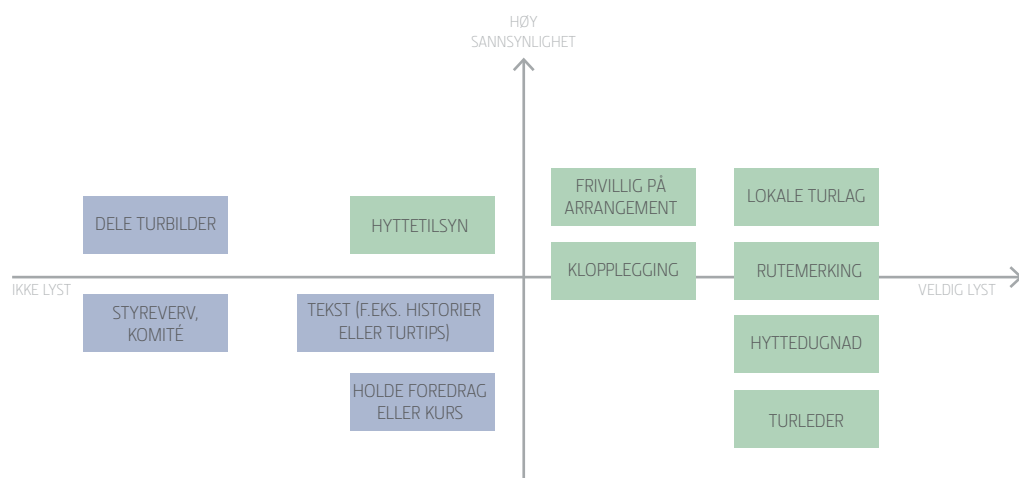 HØY
SANNSYNLIGHET
FRIVILLIG PÅ
ARRANGEMENT
LOKALE TURLAG
DELE TURBILDER
HYTTETILSYN
KLOPPLEGGING
RUTEMERKING
IKKE LYST
VELDIG LYST
STYREVERV,
KOMITÉ
TEKST (F.EKS. HISTORIER
ELLER TURTIPS)
HYTTEDUGNAD
HOLDE FOREDRAG
ELLER KURS
TURLEDER